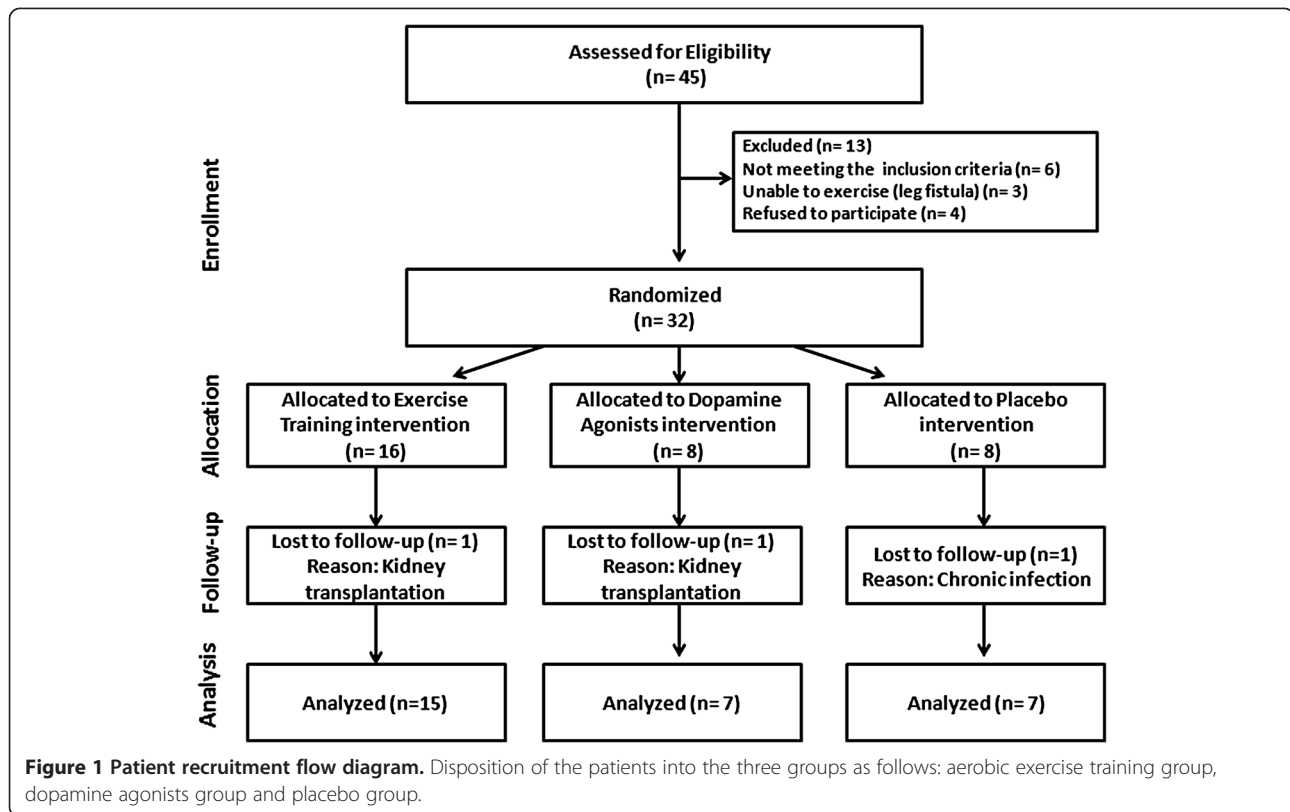 Assessed for Eligibility
(n= 45)
Enrollment
Excluded (n= 13)
Not meeting the inclusion criteria (n= 6)
Unable to exercise (leg fistula) (n= 3)
Refused to participate (n= 4)
Randomized
(n= 32)
Allocation
Allocated to Exercise
Training intervention
(n= 16)
Allocated to Dopamine
Agonists intervention
(n= 8)
Allocated to Placebo
intervention
(n= 8)
Follow-up
Lost to follow-up (n= 1)
Reason: Kidney
transplantation
Lost to follow-up (n= 1)
Reason: Kidney
transplantation
Lost to follow-up (n=1)
Reason: Chronic infection
Analysis
Analyzed (n=15)
Analyzed (n= 7)
Analyzed (n= 7)
Figure 1 Patient recruitment flow diagram. Disposition of the patients into the three groups as follows: aerobic exercise training group,
dopamine agonists group and placebo group.